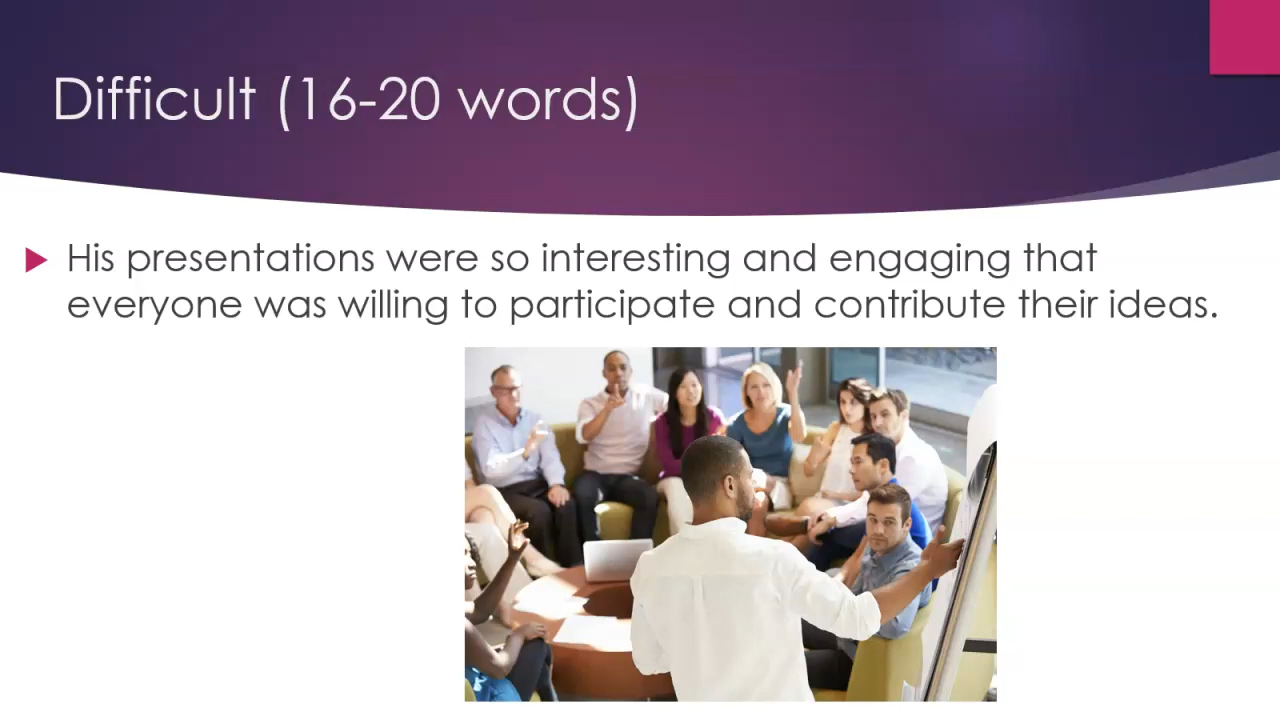 Difficult (16-20 words)
His presentations were so interesting and engaging that
everyone was willing to participate and contribute their ideas.